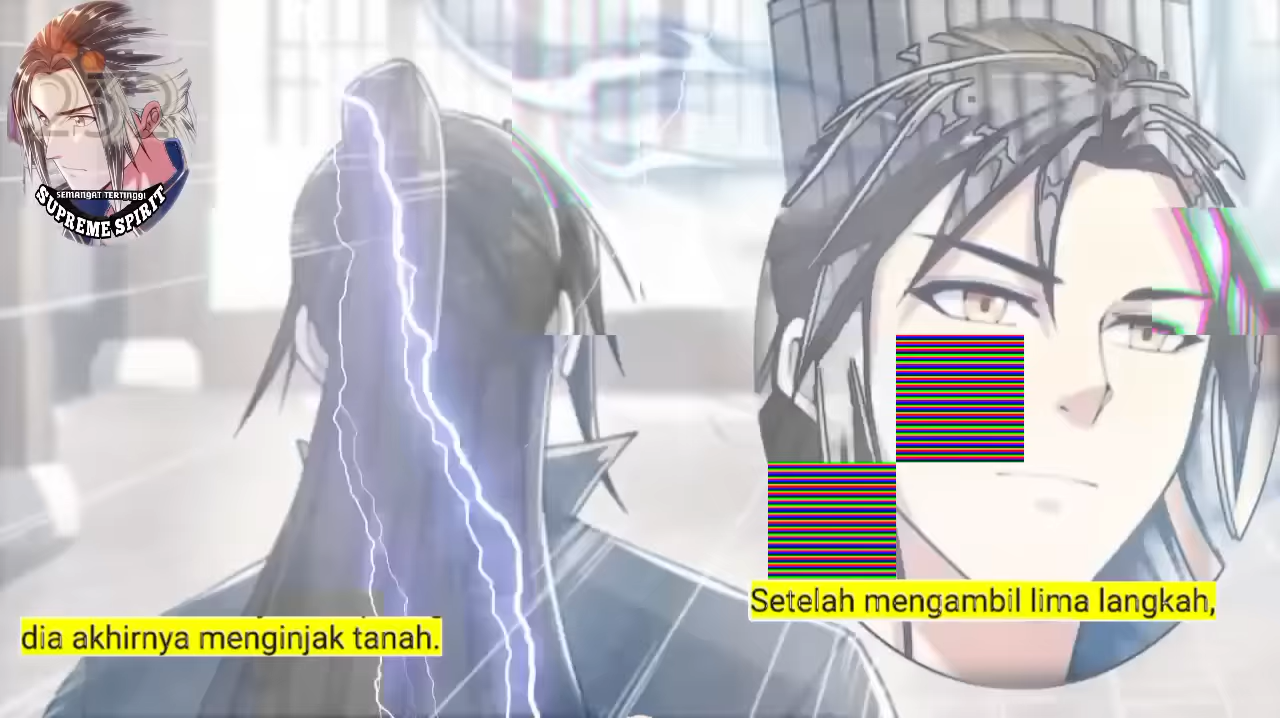 SEMANGAT TERTINGGI
SUPREME SPIRIT
Setelah mengambil lima langkah,
dia akhirnya menginjak tanah.